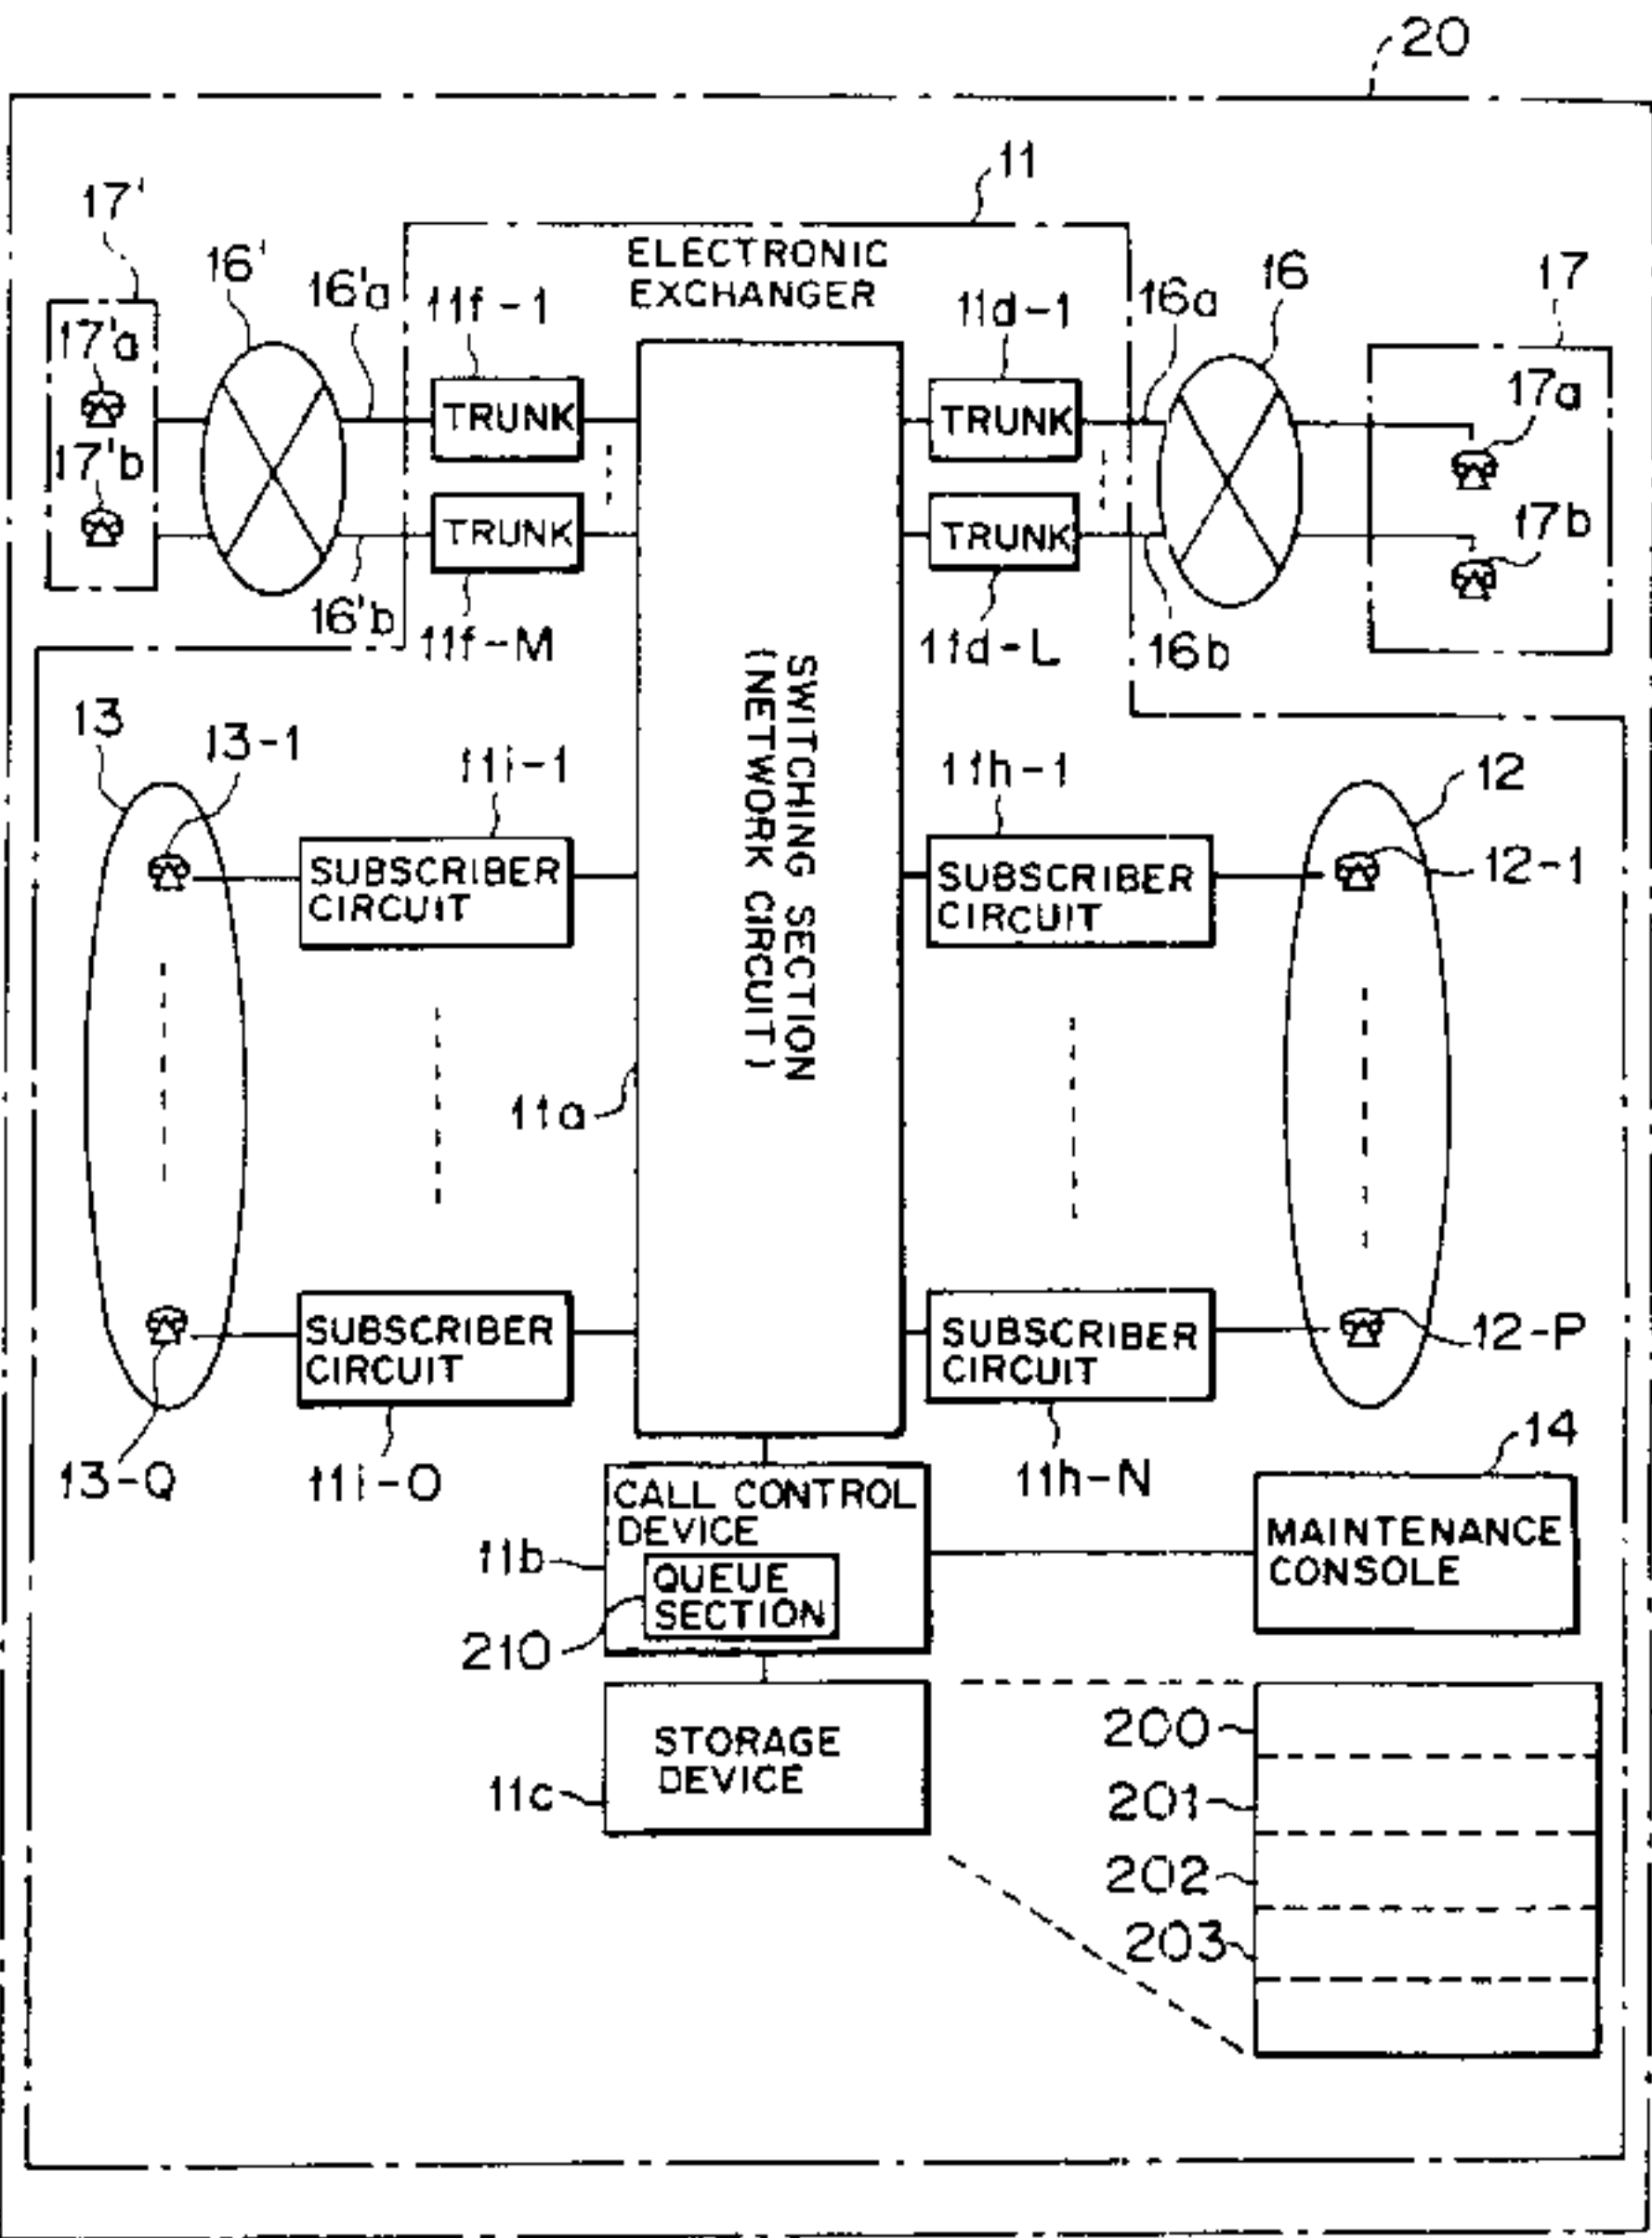 20
11
ELECTRONIC
EXCHANGER
17'
16'
16'a
11f-1
11d-1
16a
16
17
17'a
17'b
TRUNK
TRUNK
17a
TRUNK
TRUNK
17b
16'b
11f-M
11d-L
16b
SWITCHING SECTION
(NETWORK CIRCUIT)
13
13-1
11i-1
11h-1
12
SUBSCRIBER
CIRCUIT
SUBSCRIBER
CIRCUIT
12-1
11a
SUBSCRIBER
CIRCUIT
SUBSCRIBER
CIRCUIT
12-P
13-Q
11i-O
11h-N
14
CALL CONTROL
DEVICE
11b
QUEUE
SECTION
210
MAINTENANCE
CONSOLE
STORAGE
DEVICE
11c
200
201
202
203